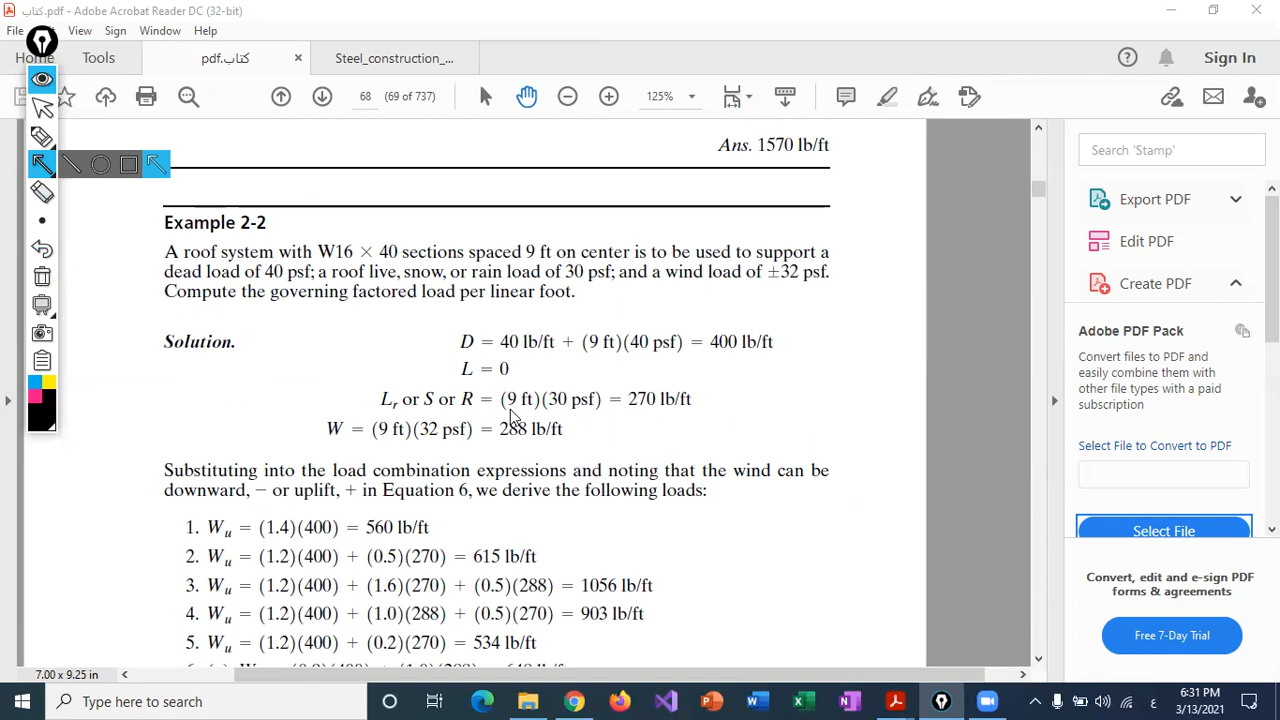 کتاب.pdf - Adobe Acrobat Reader DC (32-bit)
File View Sign Window Help
Home Tools کتاب.pdf Steel_construction_... Sign In
68 (69 of 737) 125%
Search 'Stamp'
Export PDF
Edit PDF
Create PDF
Adobe PDF Pack
Convert files to PDF and
easily combine them with
other file types with a paid
subscription
Select File to Convert to PDF
Select File
Convert, edit and e-sign PDF
forms & agreements
Free 7-Day Trial
Ans. 1570 lb/ft
Example 2-2
A roof system with W16 × 40 sections spaced 9 ft on center is to be used to support a
dead load of 40 psf; a roof live, snow, or rain load of 30 psf; and a wind load of ±32 psf.
Compute the governing factored load per linear foot.
Solution. D = 40 lb/ft + (9 ft)(40 psf) = 400 lb/ft
L = 0
Lr or S or R = (9 ft)(30 psf) = 270 lb/ft
W = (9 ft)(32 psf) = 288 lb/ft
Substituting into the load combination expressions and noting that the wind can be
downward, − or uplift, + in Equation 6, we derive the following loads:
1. Wu = (1.4)(400) = 560 lb/ft
2. Wu = (1.2)(400) + (0.5)(270) = 615 lb/ft
3. Wu = (1.2)(400) + (1.6)(270) + (0.5)(288) = 1056 lb/ft
4. Wu = (1.2)(400) + (1.0)(288) + (0.5)(270) = 903 lb/ft
5. Wu = (1.2)(400) + (0.2)(270) = 534 lb/ft
7.00 x 9.25 in
Type here to search
ع
6:31 PM
3/13/2021